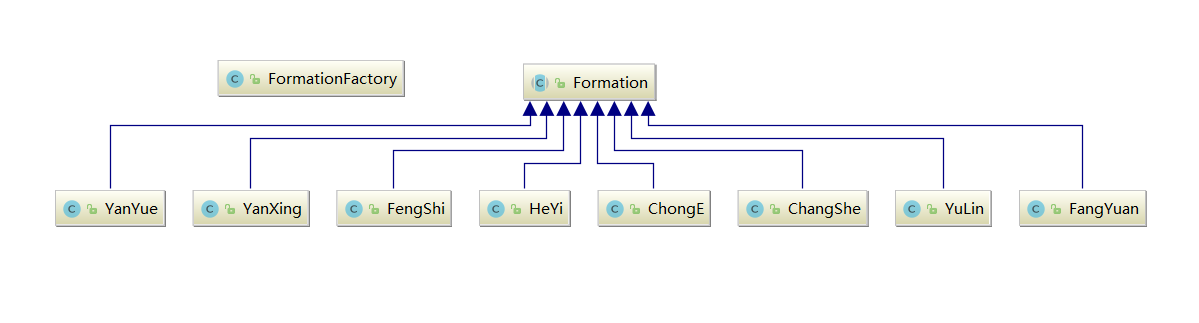 FormationFactory
Formation
YanYue
YanXing
FengShi
HeYi
ChongE
ChangShe
YuLin
FangYuan